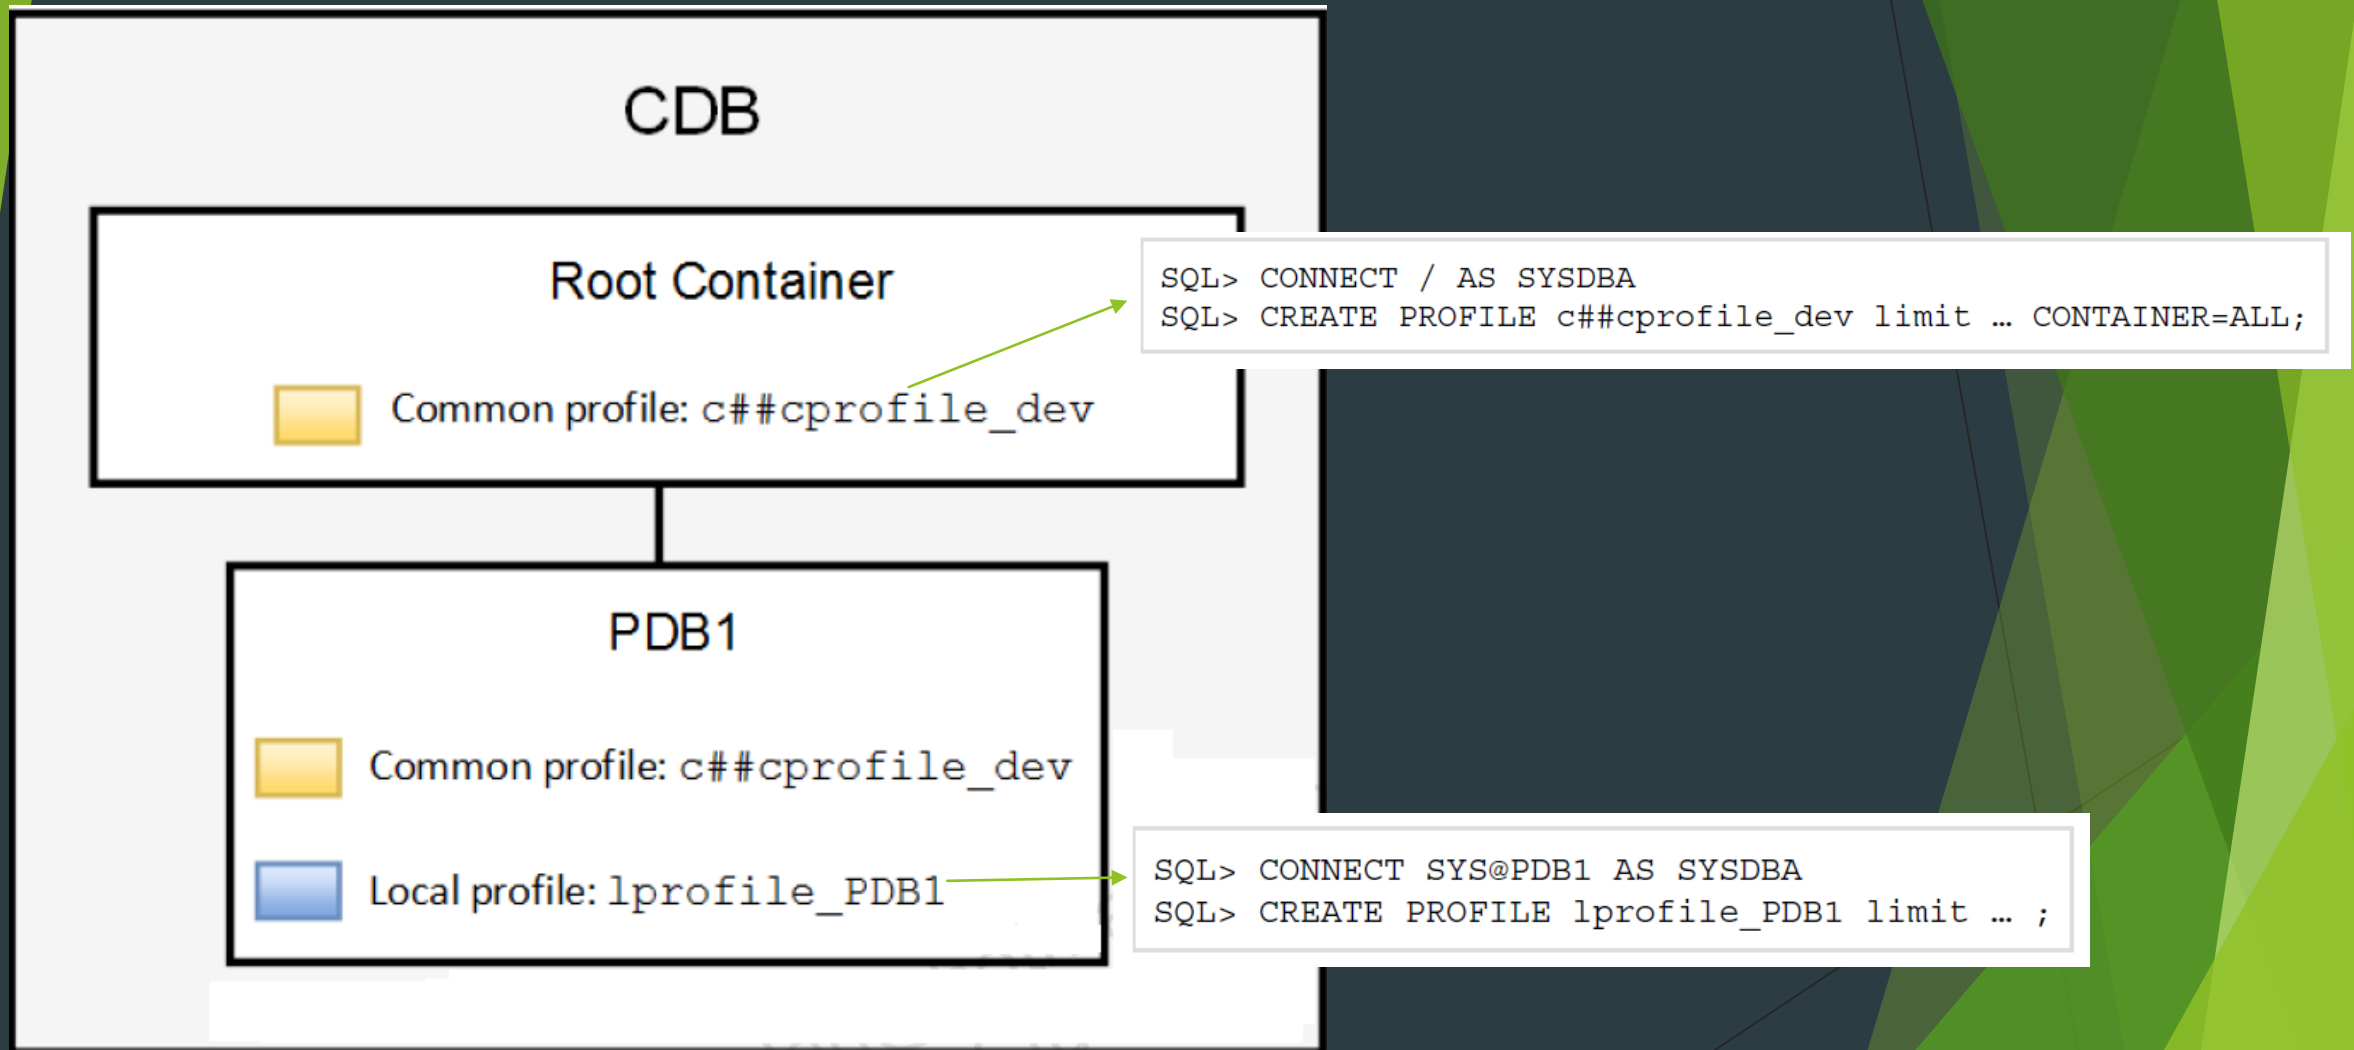 CDB
Root Container
SQL> CONNECT / AS SYSDBA
SQL> CREATE PROFILE c##cprofile_dev limit … CONTAINER=ALL;
Common profile: c##cprofile_dev
PDB1
Common profile: c##cprofile_dev
Local profile: lprofile_PDB1
SQL> CONNECT SYS@PDB1 AS SYSDBA
SQL> CREATE PROFILE lprofile_PDB1 limit … ;